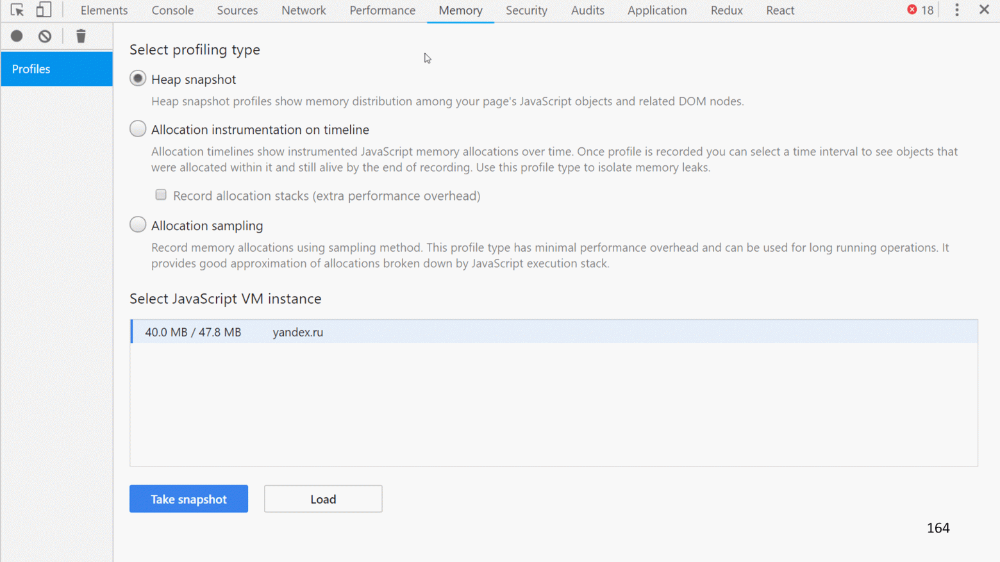 Elements Console Sources Network Performance Memory Security Audits Application Redux React 18
Profiles
Select profiling type
Heap snapshot
Heap snapshot profiles show memory distribution among your page's JavaScript objects and related DOM nodes.
Allocation instrumentation on timeline
Allocation timelines show instrumented JavaScript memory allocations over time. Once profile is recorded you can select a time interval to see objects that
were allocated within it and still alive by the end of recording. Use this profile type to isolate memory leaks.
Record allocation stacks (extra performance overhead)
Allocation sampling
Record memory allocations using sampling method. This profile type has minimal performance overhead and can be used for long running operations. It
provides good approximation of allocations broken down by JavaScript execution stack.
Select JavaScript VM instance
40.0 MB / 47.8 MB yandex.ru
Take snapshot Load
164